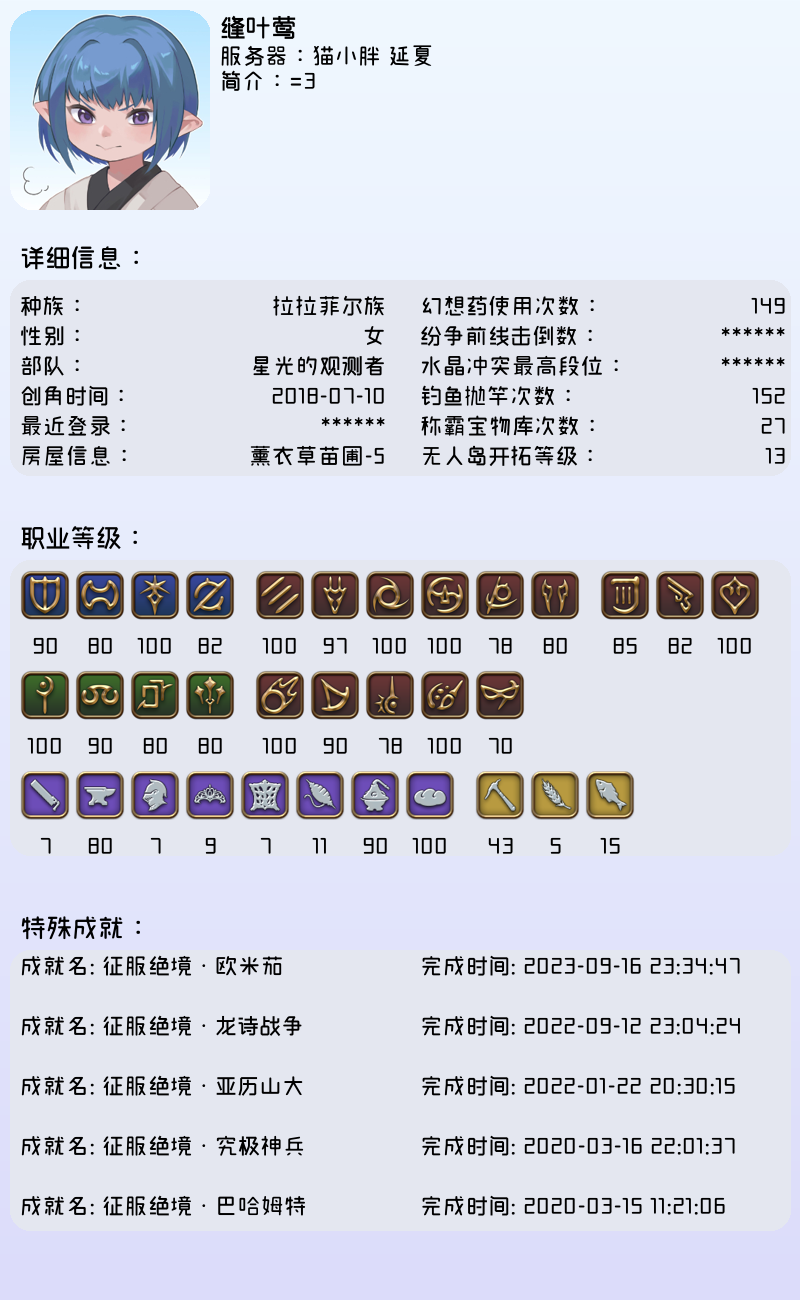 缝叶莺
服务器：猫小胖 延夏
简介：=3
详细信息：
种族： 拉拉菲尔族 幻想药使用次数： 149
性别： 女 纷争前线击倒数： ******
部队： 星光的观测者 水晶冲突最高段位： ******
创角时间： 2018-07-10 钓鱼抛竿次数： 152
最近登录： ****** 称霸宝物库次数： 27
房屋信息： 薰衣草苗圃-5 无人岛开拓等级： 13
职业等级：
90 80 100 82 100 97 100 100 78 80 85 82 100
100 90 80 80 100 90 78 100 70
7 80 7 9 7 11 90 100 43 5 15
特殊成就：
成就名: 征服绝境·欧米茄 完成时间: 2023-09-16 23:34:47
成就名: 征服绝境·龙诗战争 完成时间: 2022-09-12 23:04:24
成就名: 征服绝境·亚历山大 完成时间: 2022-01-22 20:30:15
成就名: 征服绝境·究极神兵 完成时间: 2020-03-16 22:01:37
成就名: 征服绝境·巴哈姆特 完成时间: 2020-03-15 11:21:06